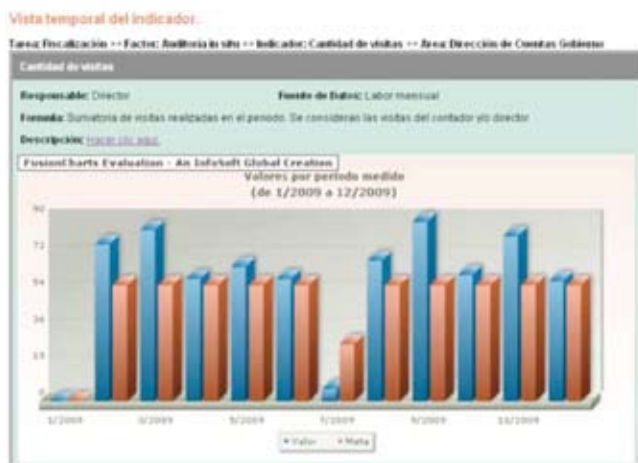 Vista temporal del indicador.
Tarea: Fiscalización >> Factor: Auditoría in situ >> Indicador: Cantidad de visitas >> Area: Dirección de Cuentas Gobierno
Cantidad de visitas
Responsable: Director Fuente de Datos: Labor mensual
Formula: Sumatoria de visitas realizadas en el periodo. Se consideran las visitas del contador y/o director
Descripción: Hacer clic aquí.
FusionCharts Evaluation - An InfoSoft Global Creation
Valores por periodo medido
(de 1/2009 a 12/2009)
90
72
54
36
18
0
1/2009 3/2009 5/2009 7/2009 9/2009 11/2009
Valor Meta